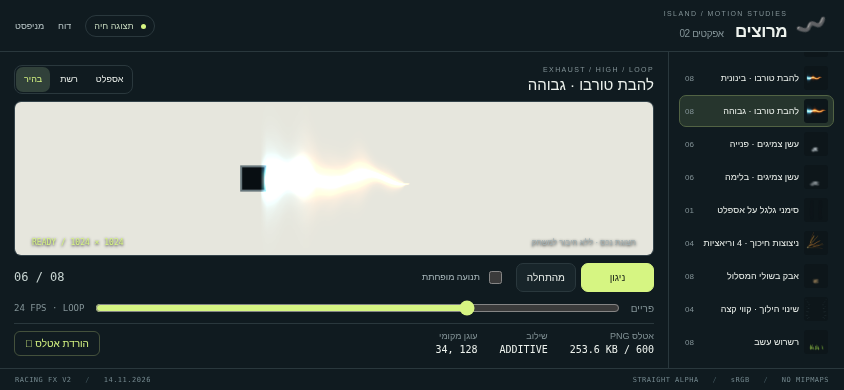 ISLAND / MOTION STUDIES
מרוצים
אפקטים 02
תצוגה חיה
דוח
מניפסט
להבת טורבו · בינונית 08
להבת טורבו · גבוהה 08
עשן צמיגים · פנייה 06
עשן צמיגים · בלימה 06
סימני גלגל על אספלט 01
ניצוצות חיכוך · 4 וריאציות 04
אבק בשולי המסלול 08
שינוי הילוך · קווי קצה 04
רשרוש עשב 08
EXHAUST / HIGH / LOOP
להבת טורבו · גבוהה
אספלט
רשת
בהיר
READY / 1024 × 1024
תצוגת נכס · ללא חיבור למשחק
ניגון
מהתחלה
תנועה מופחתת
06 / 08
פריים
24 FPS · LOOP
אטלס PNG
253.6 KB / 600
שילוב
ADDITIVE
עוגן מקומי
34, 128
הורדת אטלס
RACING FX V2 / 14.11.2026
STRAIGHT ALPHA / sRGB / NO MIPMAPS